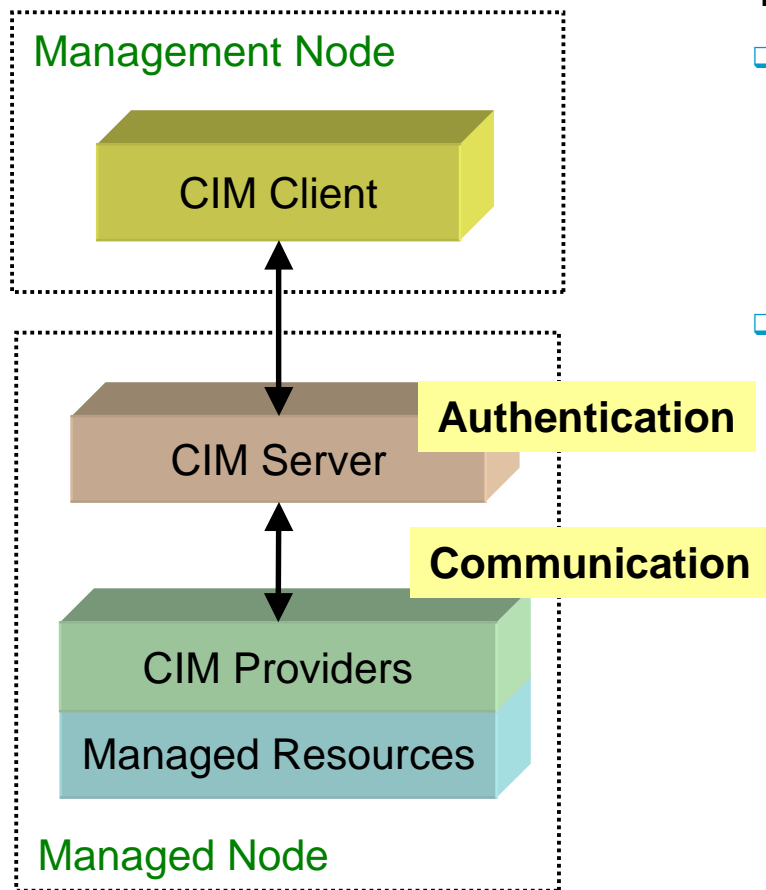 Management Node
CIM Client
Authentication
CIM Server
Communication
CIM Providers
Managed Resources
Managed Node